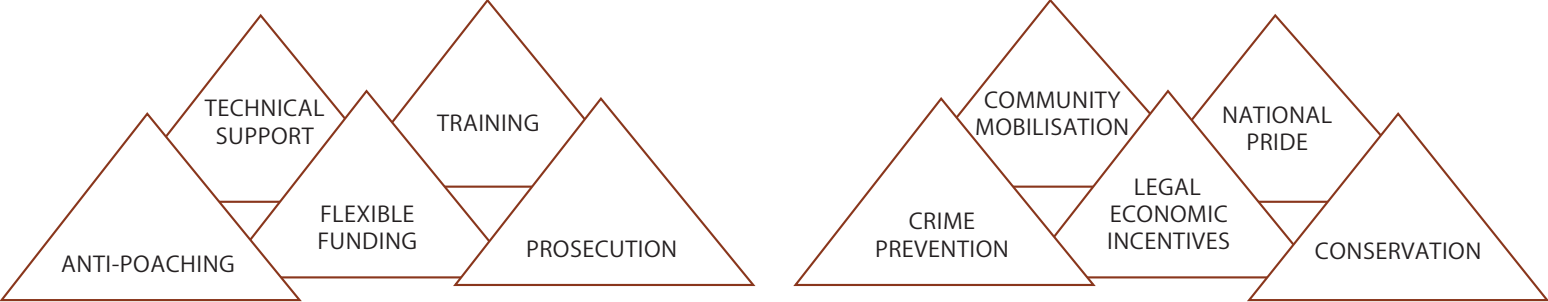 TECHNICAL
SUPPORT
TRAINING
ANTI-POACHING
FLEXIBLE
FUNDING
PROSECUTION
COMMUNITY
MOBILISATION
NATIONAL
PRIDE
CRIME
PREVENTION
LEGAL
ECONOMIC
INCENTIVES
CONSERVATION